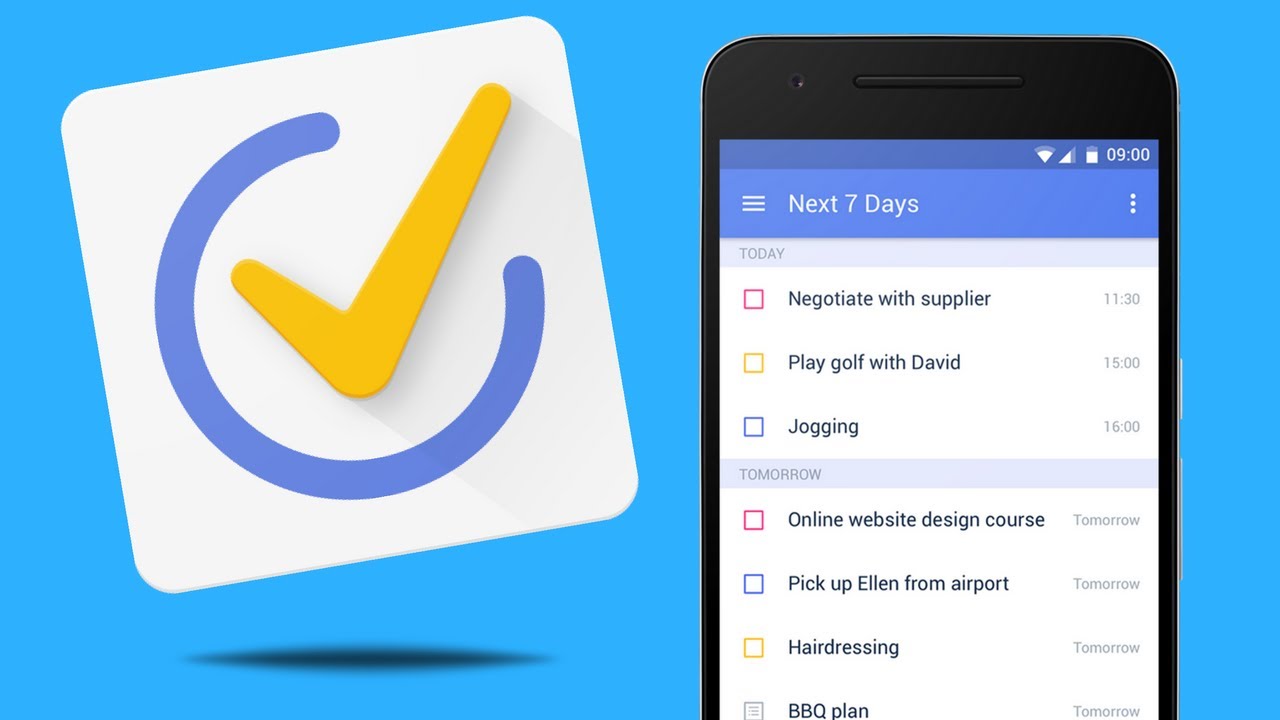 09:00
Next 7 Days
TODAY
Negotiate with supplier 11:30
Play golf with David 15:00
Jogging 16:00
TOMORROW
Online website design course Tomorrow
Pick up Ellen from airport Tomorrow
Hairdressing Tomorrow
BBQ plan Tomorrow